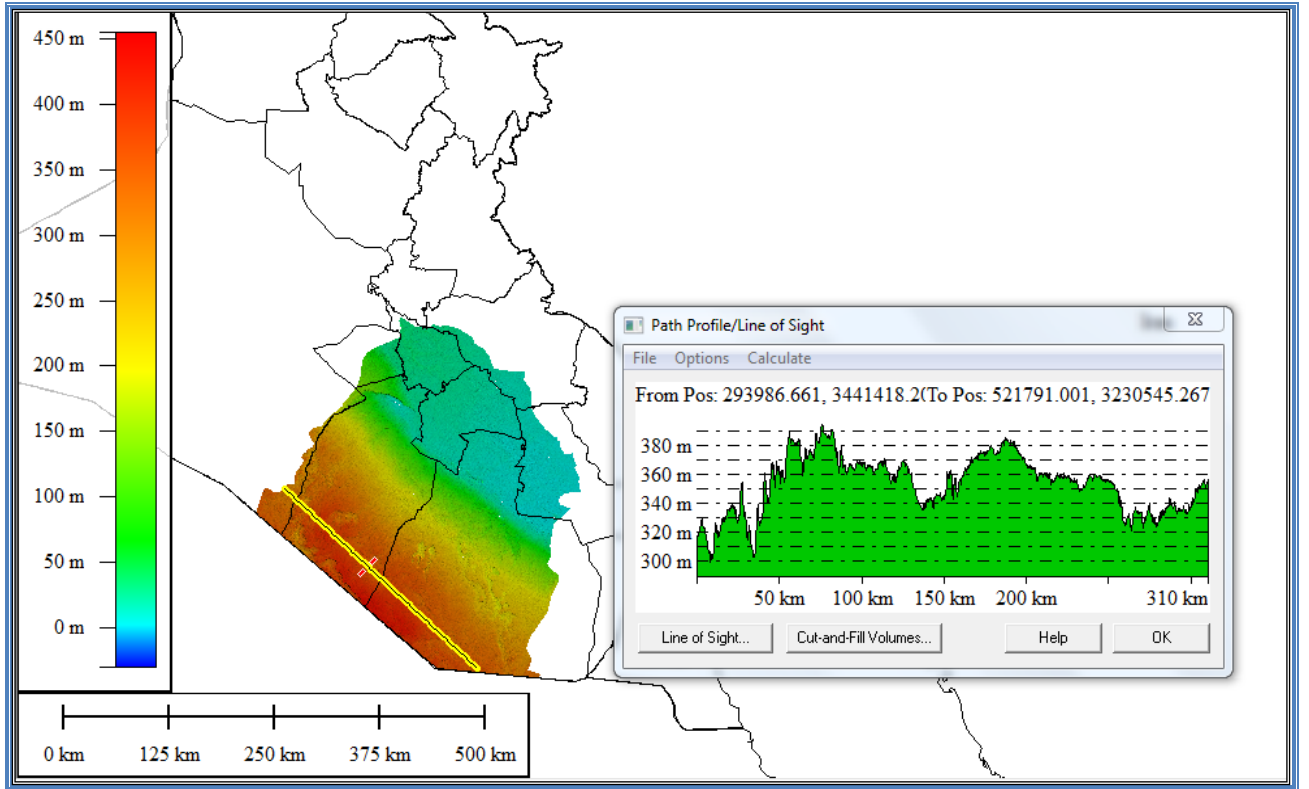 450 m
400 m
350 m
300 m
250 m
200 m
150 m
100 m
50 m
0 m
0 km 125 km 250 km 375 km 500 km
Path Profile/Line of Sight
File Options Calculate
From Pos: 293986.661, 3441418.2(To Pos: 521791.001, 3230545.267
380 m
360 m
340 m
320 m
300 m
50 km 100 km 150 km 200 km 310 km
Line of Sight... Cut-and-Fill Volumes... Help OK